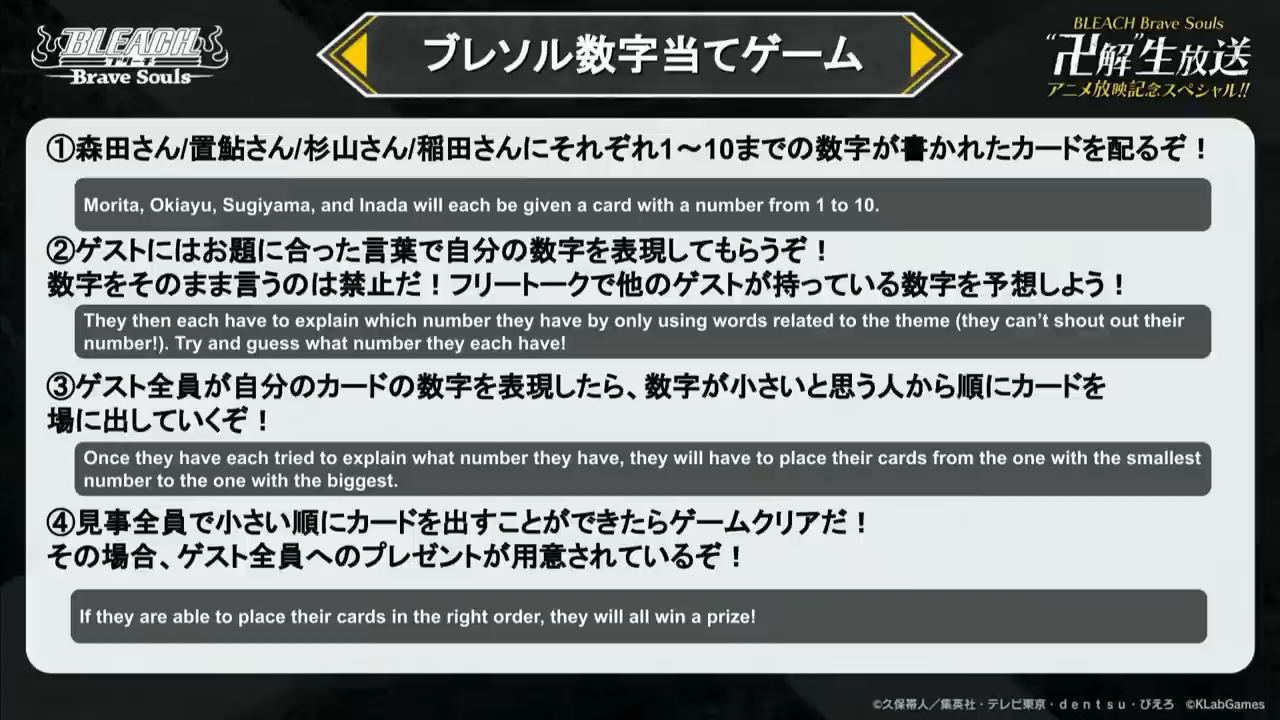 BLEACH
ブリーチ
Brave Souls
ブレソル数字当てゲーム
BLEACH Brave Souls
“卍解”生放送
アニメ放映記念スペシャル!!
①森田さん/置鮎さん/杉山さん/稲田さんにそれぞれ1〜10までの数字が書かれたカードを配るぞ！
Morita, Okiayu, Sugiyama, and Inada will each be given a card with a number from 1 to 10.
②ゲストにはお題に合った言葉で自分の数字を表現してもらうぞ！
数字をそのまま言うのは禁止だ！フリートークで他のゲストが持っている数字を予想しよう！
They then each have to explain which number they have by only using words related to the theme (they can’t shout out their
number!). Try and guess what number they each have!
③ゲスト全員が自分のカードの数字を表現したら、数字が小さいと思う人から順にカードを
場に出していくぞ！
Once they have each tried to explain what number they have, they will have to place their cards from the one with the smallest
number to the one with the biggest.
④見事全員で小さい順にカードを出すことができたらゲームクリアだ！
その場合、ゲスト全員へのプレゼントが用意されているぞ！
If they are able to place their cards in the right order, they will all win a prize!
©久保帯人／集英社・テレビ東京・ｄｅｎｔｓｕ・ぴえろ ©KLabGames